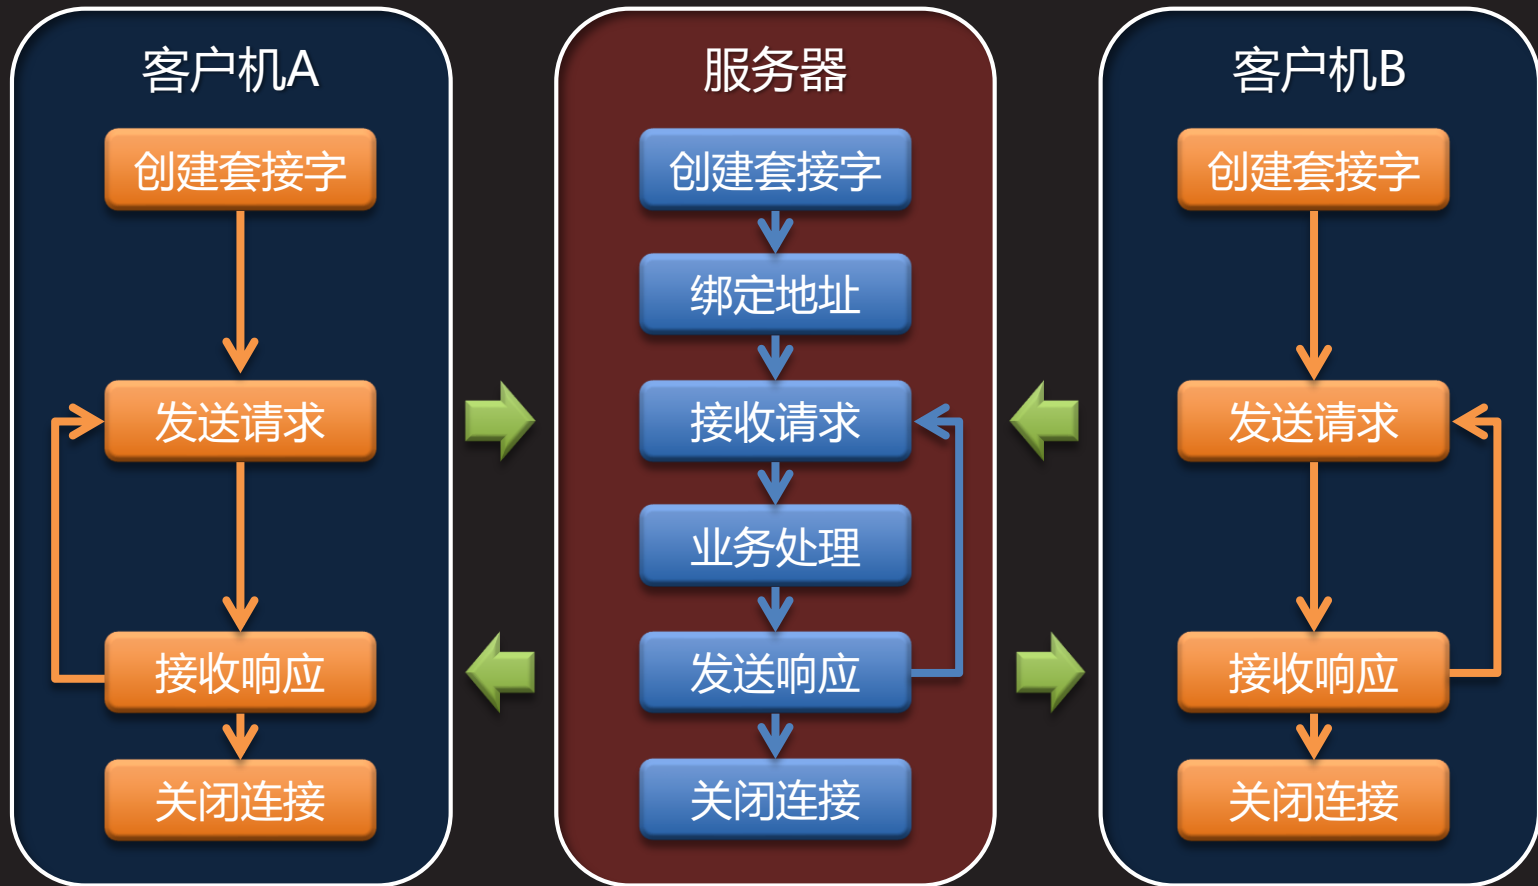 客户机A
创建套接字
发送请求
接收响应
关闭连接
服务器
创建套接字
绑定地址
接收请求
业务处理
发送响应
关闭连接
客户机B
创建套接字
发送请求
接收响应
关闭连接